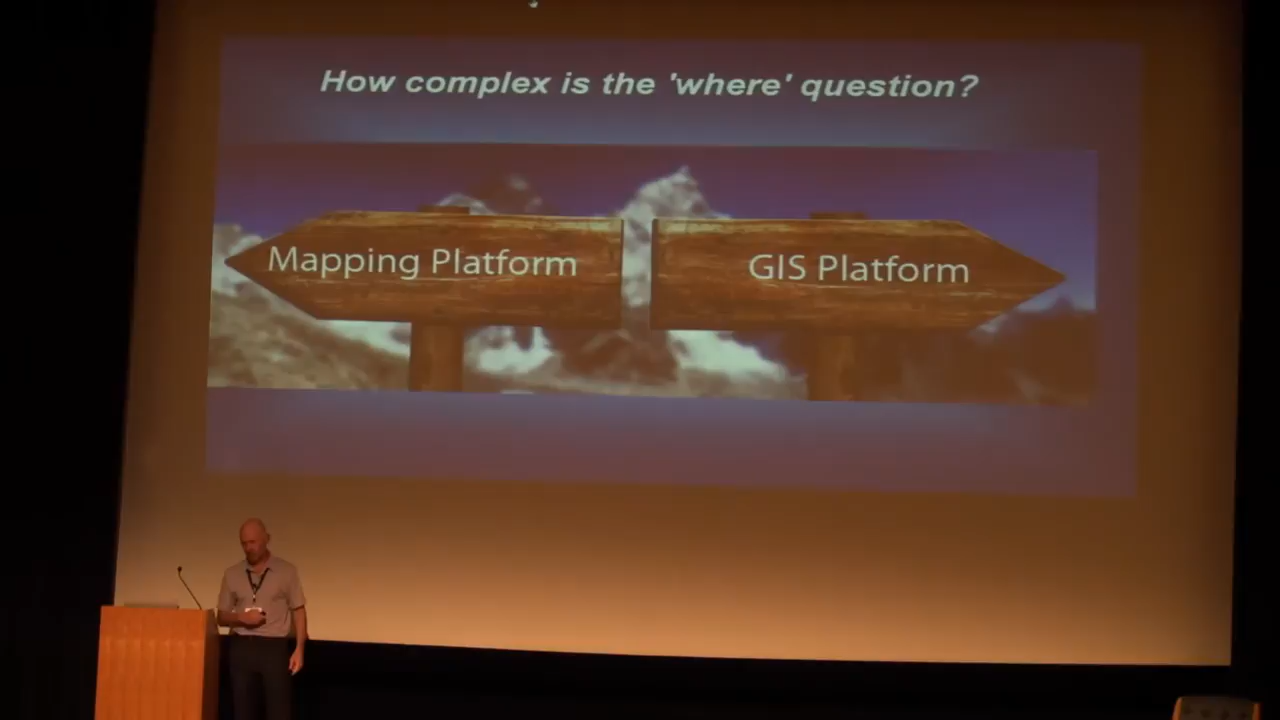 How complex is the 'where' question?
Mapping Platform
GIS Platform